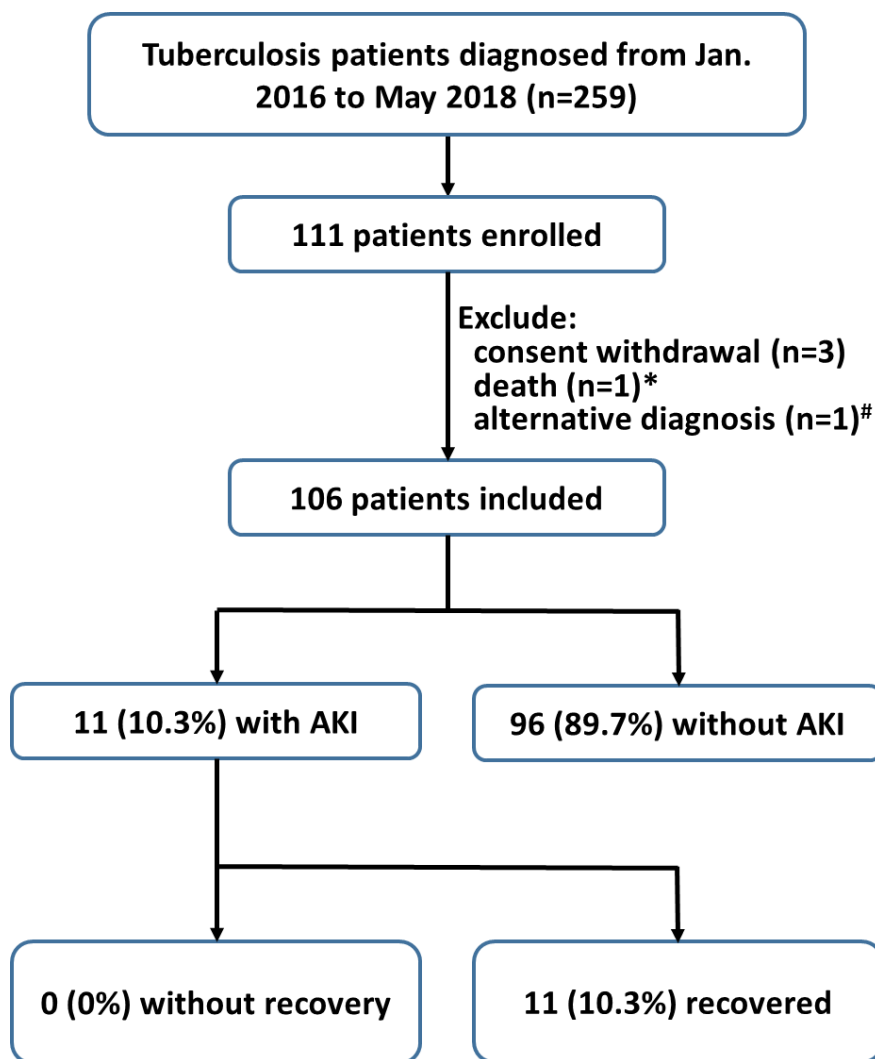 Tuberculosis patients diagnosed from Jan.
2016 to May 2018 (n=259)
111 patients enrolled
Exclude:
consent withdrawal (n=3)
death (n=1)*
alternative diagnosis (n=1)#
106 patients included
11 (10.3%) with AKI
96 (89.7%) without AKI
0 (0%) without recovery
11 (10.3%) recovered